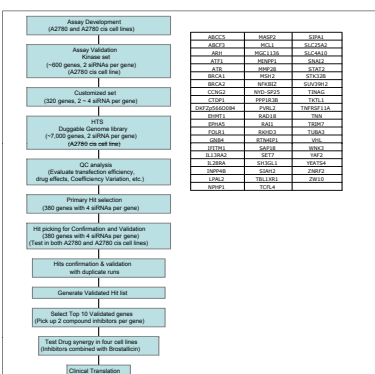 Assay Development
(A2780 and A2780 cis cell lines)
Assay Validation
Kinase set
(~600 genes, 2 siRNAs per gene)
(A2780 cis cell line)
Customized set
(320 genes, 2 ~ 4 siRNAs per gene)
HTS
Duggable Genome library
(~7,000 genes, 2 siRNAs per gene)
(A2780 cis cell line)
QC analysis
(Evaluate transfection efficiency,
drug effects. Coefficiency Variation, etc.)
Primary Hit selection
(380 genes with 4 siRNAs per gene)
Hit picking for Confirmation and Validation
(380 genes with 4 siRNAs per gene)
(Test in both A2780 and A2780 cis cell lines)
Hits confirmation & validation
with duplicate runs
Generate Validated Hit list
Select Top 10 Validated genes
(Pick up 2 compound inhibitors per gene)
Test Drug synergy in four cell lines
(Inhibitors combined with Brostallicin)
Clinical Translation
ABCC5 MASP2 SIPA1
ABCF3 MCL1 SLC25A2
ARH MGC1136 SLC4A10
ATF1 MINPP1 SNAI2
ATR MMP28 STAT2
BRCA1 MSH2 STK32B
BRCA2 NFKBIZ SUV39H2
CCNG2 NYD-SP25 TINAG
CTDP1 PPP1R3B TKTL1
DKFZp566O084 PVRL2 TNFRSF11A
EHMT1 RAD18 TNN
EPHA5 RAI1 TRIM7
FOLR1 RKHD3 TUBA3
GNB4 RTN4IP1 VHL
IFITM1 SAP18 WNK3
IL13RA2 SET7 YAF2
IL28RA SH3GL1 YEATS4
INPP4B SIAH2 ZNRF2
LPAL2 TBL1XR1 ZW10
NPHP1 TCFL4